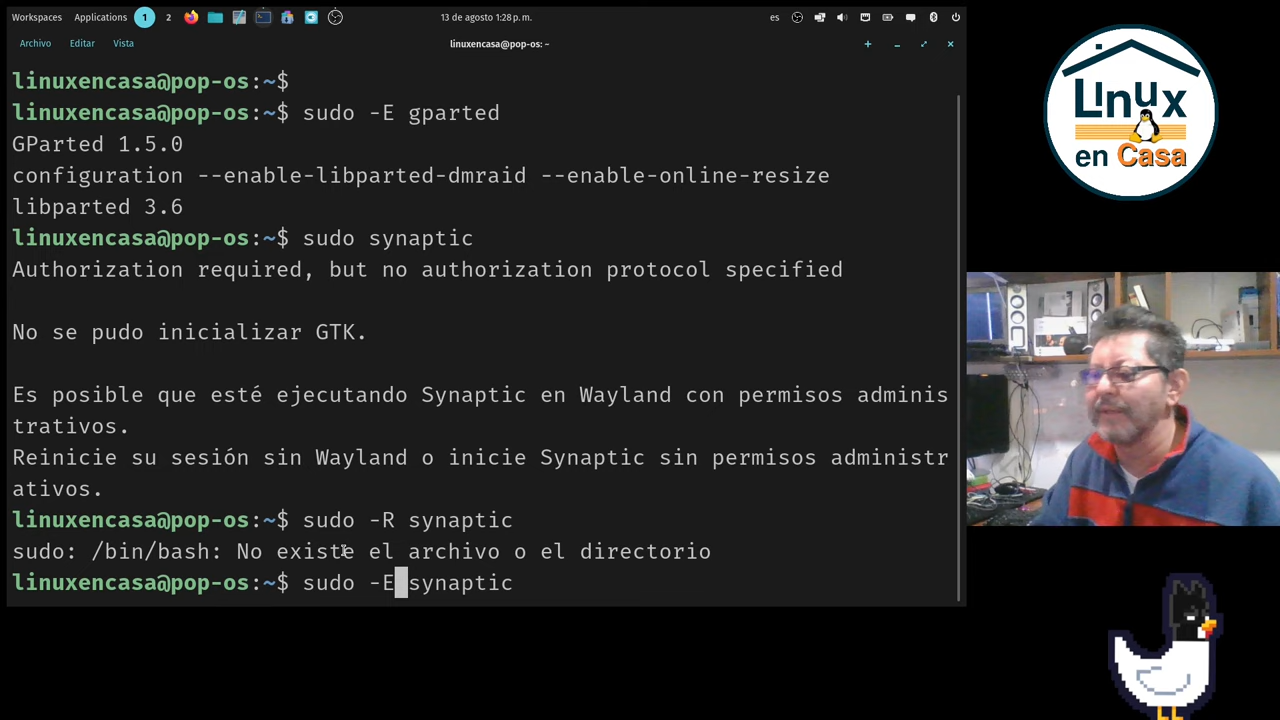 Workspaces Applications 1 2 13 de agosto 1:28 p.m. es
Archivo Editar Vista linuxencasa@pop-os: ~
linuxencasa@pop-os:~$
linuxencasa@pop-os:~$ sudo -E gparted
GParted 1.5.0
configuration --enable-libparted-dmraid --enable-online-resize
libparted 3.6
linuxencasa@pop-os:~$ sudo synaptic
Authorization required, but no authorization protocol specified
No se pudo inicializar GTK.
Es posible que esté ejecutando Synaptic en Wayland con permisos adminis
trativos.
Reinicie su sesión sin Wayland o inicie Synaptic sin permisos administr
ativos.
linuxencasa@pop-os:~$ sudo -R synaptic
sudo: /bin/bash: No existe el archivo o el directorio
linuxencasa@pop-os:~$ sudo -E synaptic
LInux
en Casa